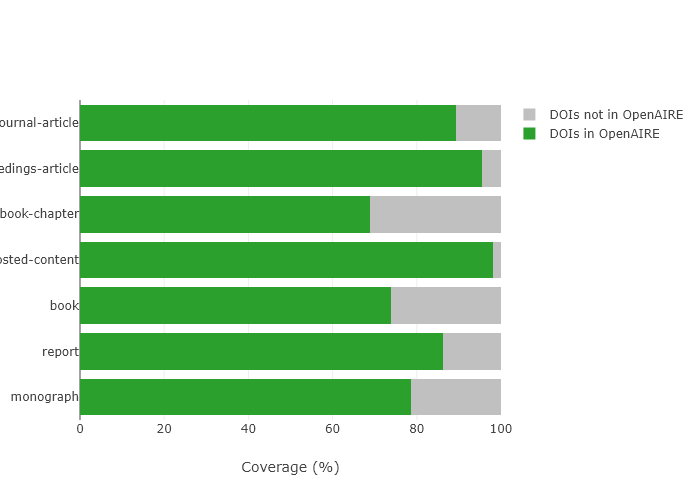 DOIs not in OpenAIRE
DOIs in OpenAIRE
ournal-article
edings-article
book-chapter
osted-content
book
report
monograph
0 20 40 60 80 100
Coverage (%)